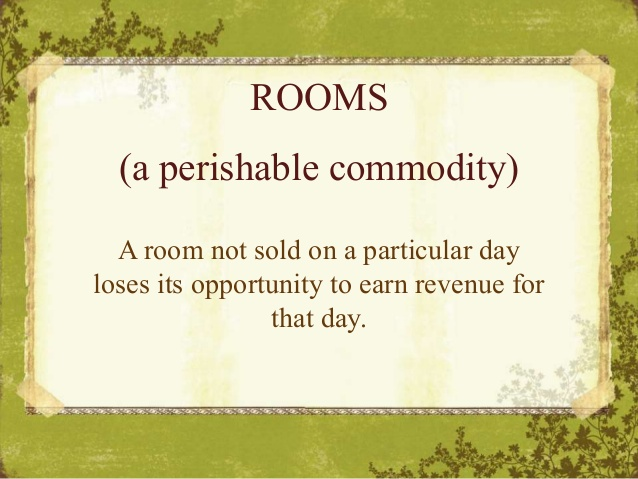 ROOMS
(a perishable commodity)
A room not sold on a particular day
loses its opportunity to earn revenue for
that day.